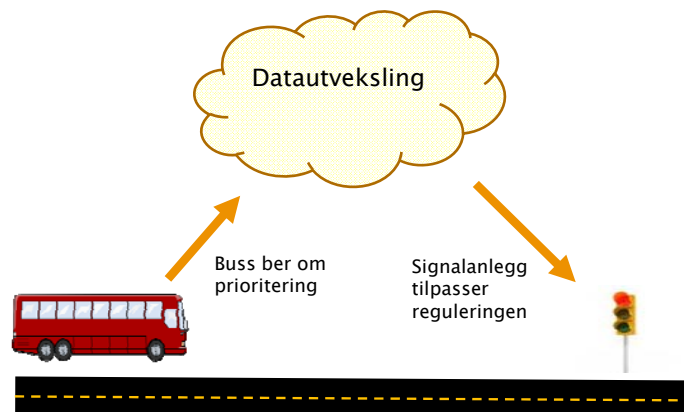 Datautveksling
Buss ber om
prioritering
Signalanlegg
tilpasser
reguleringen